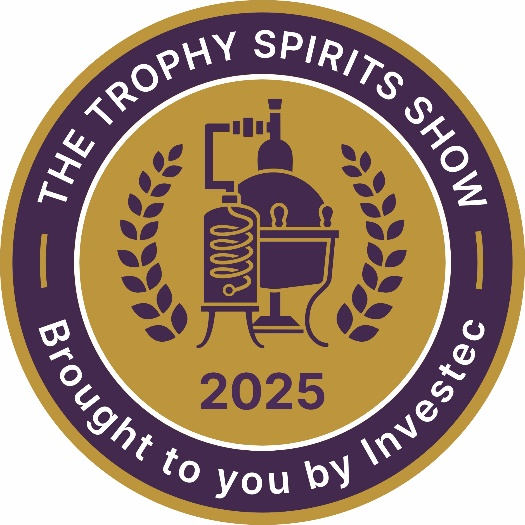 THE TROPHY SPIRITS SHOW
2025
Brought to you by Investec